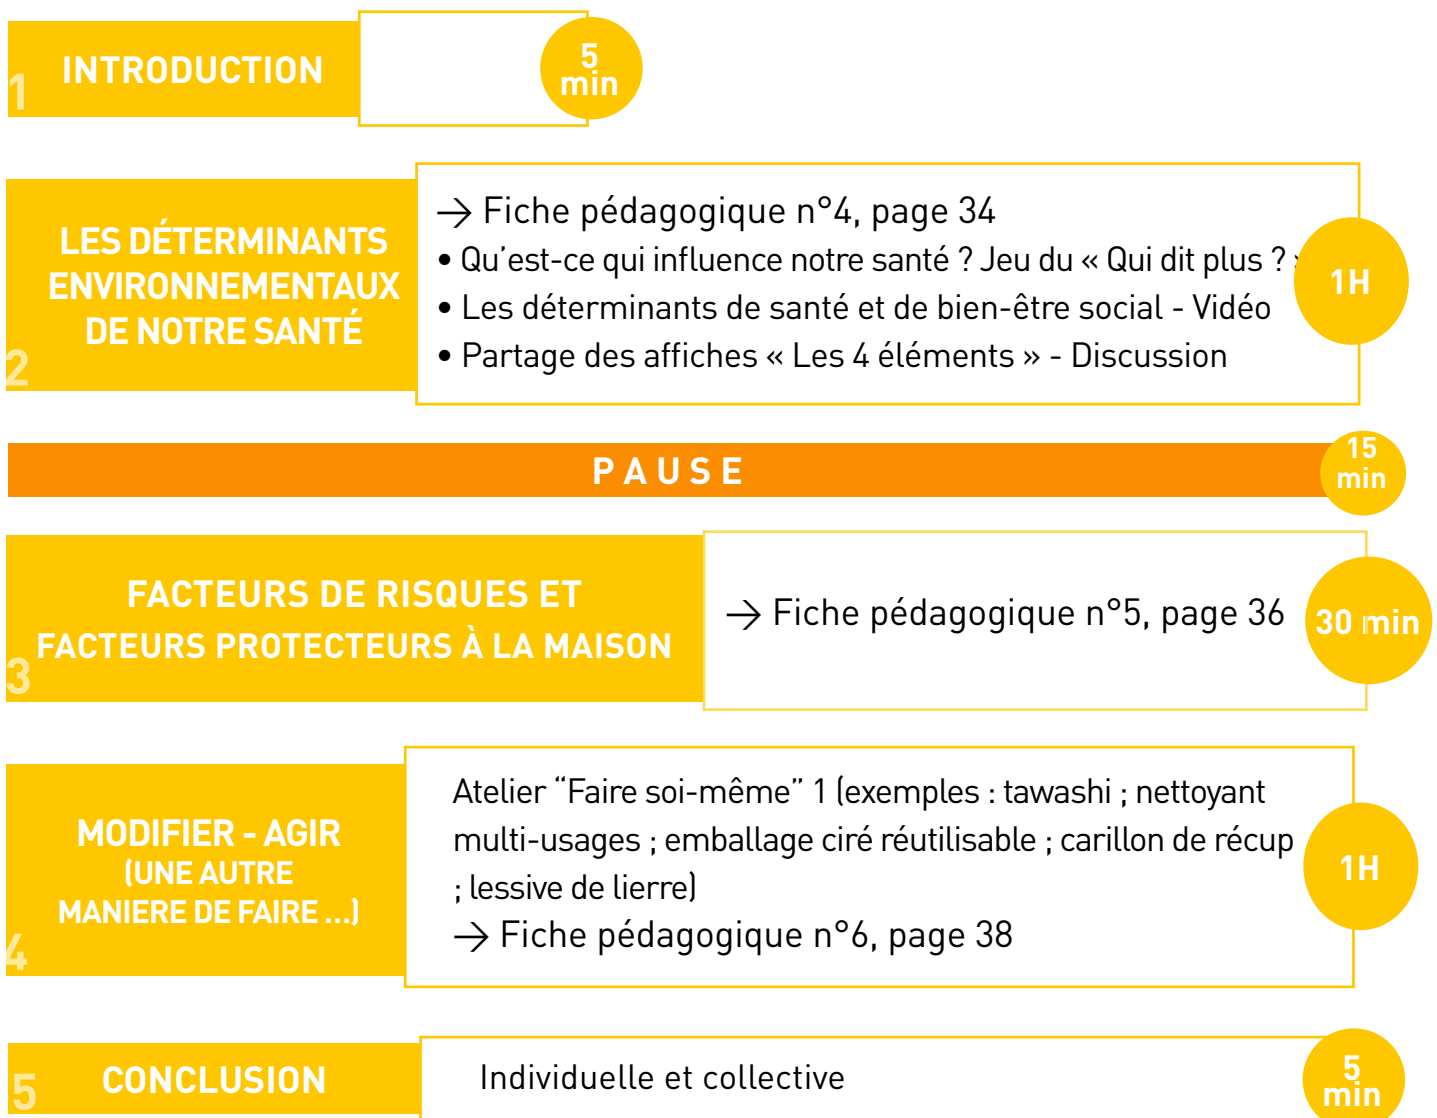 1
INTRODUCTION
5
min
LES DÉTERMINANTS
ENVIRONNEMENTAUX
DE NOTRE SANTÉ
2
→ Fiche pédagogique n°4, page 34
• Qu’est-ce qui influence notre santé ? Jeu du « Qui dit plus ? »
• Les déterminants de santé et de bien-être social - Vidéo
• Partage des affiches « Les 4 éléments » - Discussion
1H
PAUSE
15
min
FACTEURS DE RISQUES ET
FACTEURS PROTECTEURS À LA MAISON
3
→ Fiche pédagogique n°5, page 36
30 min
MODIFIER - AGIR
(UNE AUTRE
MANIERE DE FAIRE ...)
4
Atelier “Faire soi-même” 1 (exemples : tawashi ; nettoyant
multi-usages ; emballage ciré réutilisable ; carillon de récup
; lessive de lierre)
→ Fiche pédagogique n°6, page 38
1H
5
CONCLUSION
Individuelle et collective
5
min